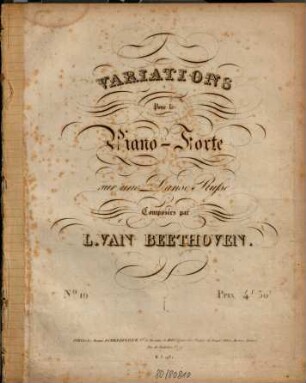 VARIATIONS
Pour le
Piano-Forte
sur une Danse Russe
Composées par
L. VAN BEETHOVEN.
No. 10 Prix 4f 50c